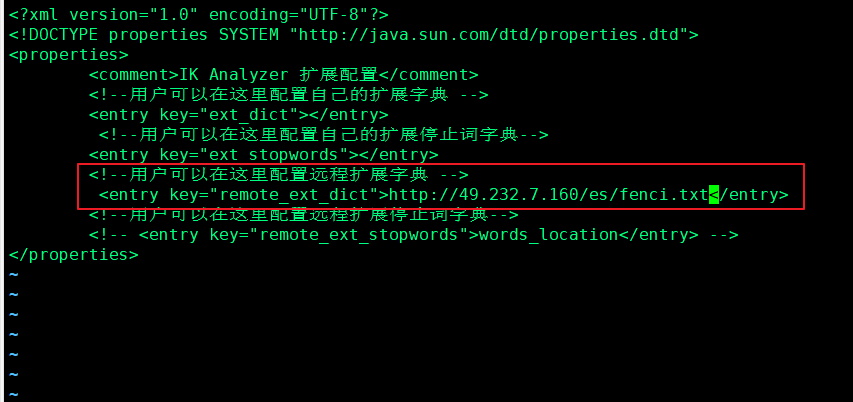 <?xml version="1.0" encoding="UTF-8"?>
<!DOCTYPE properties SYSTEM "http://java.sun.com/dtd/properties.dtd">
<properties>
<comment>IK Analyzer 扩展配置</comment>
<!--用户可以在这里配置自己的扩展字典 -->
<entry key="ext_dict"></entry>
<!--用户可以在这里配置自己的扩展停止词字典-->
<entry key="ext_stopwords"></entry>
<!--用户可以在这里配置远程扩展字典 -->
<entry key="remote_ext_dict">http://49.232.7.160/es/fenci.txt</entry>
<!--用户可以在这里配置远程扩展停止词字典-->
<!-- <entry key="remote_ext_stopwords">words_location</entry> -->
</properties>
~
~
~
~
~
~
~